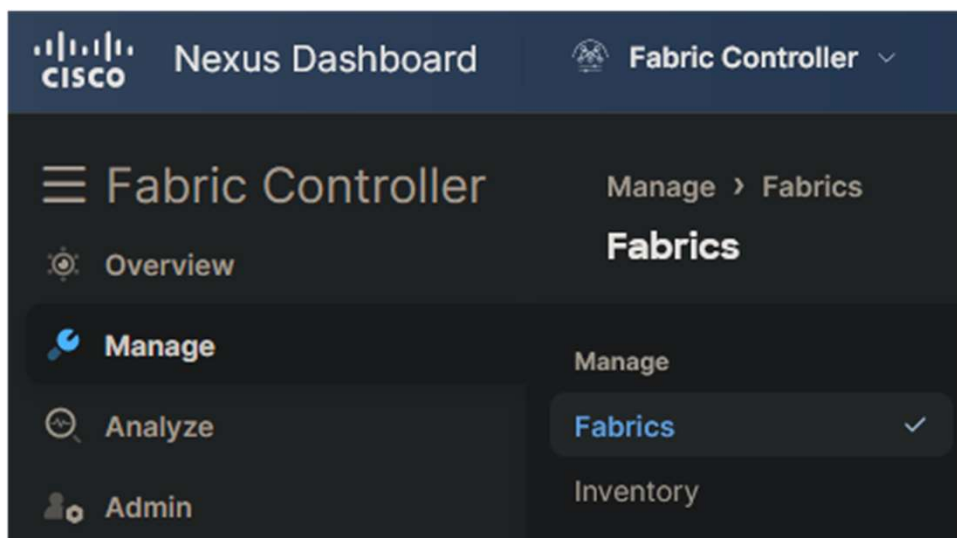 CISCO Nexus Dashboard Fabric Controller
Fabric Controller
Overview
Manage
Analyze
Admin
Manage › Fabrics
Fabrics
Manage
Fabrics
Inventory